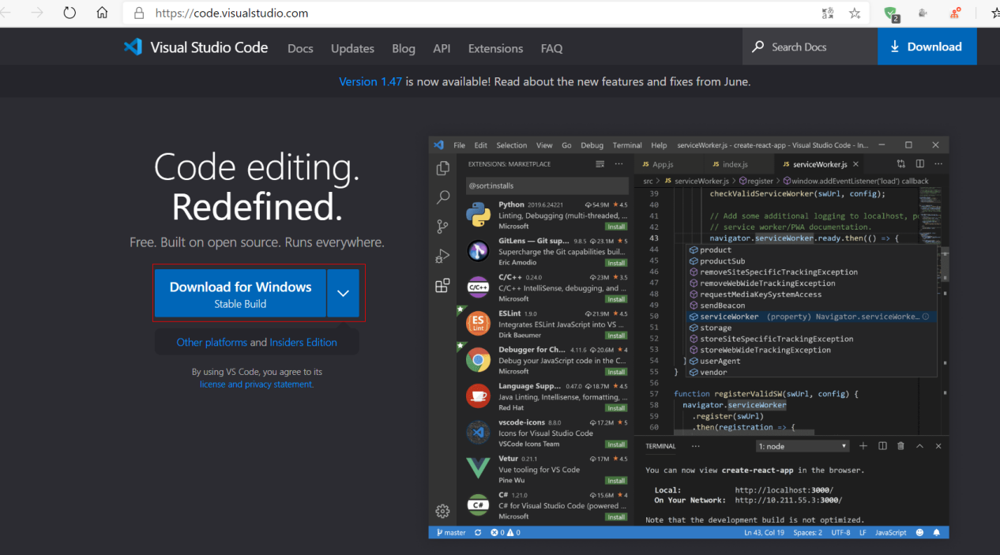 https://code.visualstudio.com
2
Visual Studio Code Docs Updates Blog API Extensions FAQ Search Docs Download
Version 1.47 is now available! Read about the new features and fixes from June.
Code editing.
Redefined.
Free. Built on open source. Runs everywhere.
Download for Windows
Stable Build
Other platforms and Insiders Edition
By using VS Code, you agree to its
license and privacy statement.
File Edit Selection View Go Debug Terminal Help serviceWorker.js - create-react-app - Visual Studio Code - In...
EXTENSIONS: MARKETPLACE
@sort:installs
Python 2019.6.24221 54.9M 4.5
Linting, Debugging (multi-threaded, ...
Microsoft Install
GitLens — Git sup... 9.8.5 23.1M 5
Supercharge the Git capabilities buil...
Eric Amodio Install
C/C++ 0.24.0 23M 3.5
C/C++ IntelliSense, debugging, and ...
Microsoft Install
ESLint 1.9.0 21.9M 4.5
Integrates ESLint JavaScript into VS ...
Dirk Baeumer Install
Debugger for Ch... 4.11.6 20.6M 4
Debug your JavaScript code in the C...
Microsoft Install
Language Supp... 0.47.0 18.7M 4.5
Java Linting, Intellisense, formatting, ...
Red Hat Install
vscode-icons 8.8.0 17.2M 5
Icons for Visual Studio Code
VSCode Icons Team Install
Vetur 0.21.1 17M 4.5
Vue tooling for VS Code
Pine Wu Install
C# 1.21.0 15.6M 4
C# for Visual Studio Code (powered ...
Microsoft Install
C/C++
ES
Lint
C#
JS App.js JS index.js JS serviceWorker.js
src > JS serviceWorker.js > register > window.addEventListener('load') callback
39 checkValidServiceWorker(swUrl, config);
40
41 // Add some additional logging to localhost, p
42 // service worker/PWA documentation.
43 navigator.serviceWorker.ready.then(() => {
44 product
45 productSub
46 removeSiteSpecificTrackingException
47 removeWebWideTrackingException
48 requestMediaKeySystemAccess
49 sendBeacon
50 serviceWorker (property) Navigator.serviceWorke...
51 storage
52 storeSiteSpecificTrackingException
53 storeWebWideTrackingException
54 ] userAgent
55 } vendor
56
57 function registerValidSW(swUrl, config) {
58 navigator.serviceWorker
59 .register(swUrl)
60 .then(registration => {
TERMINAL ... 1: node
You can now view create-react-app in the browser.
Local: http://localhost:3000/
On Your Network: http://10.211.55.3:3000/
Note that the development build is not optimized.
master 0 0 Ln 43, Col 19 Spaces: 2 UTF-8 LF JavaScript